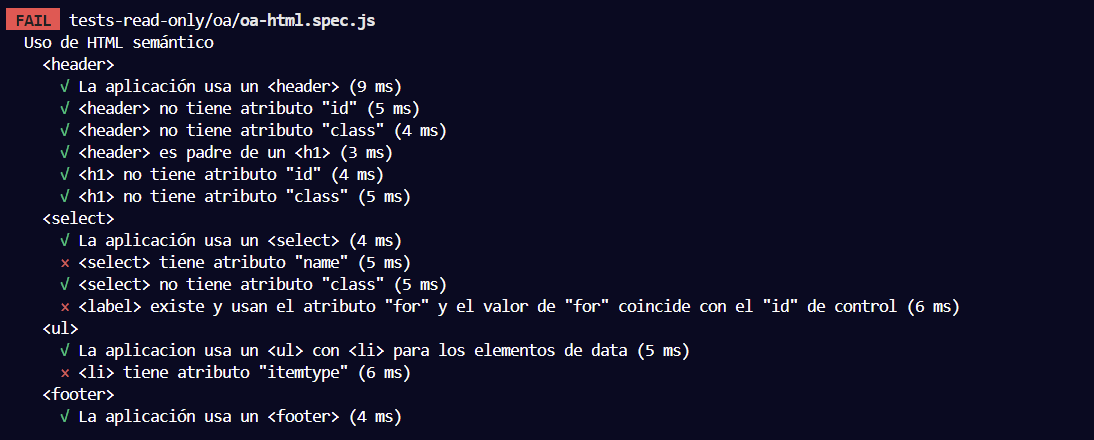 FAIL tests-read-only/oa/oa-html.spec.js
Uso de HTML semántico
<header>
√ La aplicación usa un <header> (9 ms)
√ <header> no tiene atributo "id" (5 ms)
√ <header> no tiene atributo "class" (4 ms)
√ <header> es padre de un <h1> (3 ms)
√ <h1> no tiene atributo "id" (4 ms)
√ <h1> no tiene atributo "class" (5 ms)
<select>
√ La aplicación usa un <select> (4 ms)
× <select> tiene atributo "name" (5 ms)
√ <select> no tiene atributo "class" (5 ms)
× <label> existe y usan el atributo "for" y el valor de "for" coincide con el "id" de control (6 ms)
<ul>
√ La aplicacion usa un <ul> con <li> para los elementos de data (5 ms)
× <li> tiene atributo "itemtype" (6 ms)
<footer>
√ La aplicación usa un <footer> (4 ms)